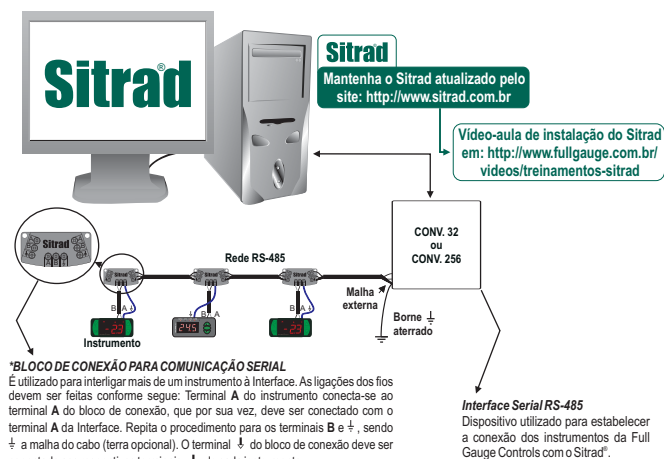 Sitrad®
Sitrad
Mantenha o Sitrad atualizado pelo
site: http://www.sitrad.com.br
Vídeo-aula de instalação do Sitrad
em: http://www.fullgauge.com.br/
videos/treinamentos-sitrad
CONV. 32
ou
CONV. 256
Sitrad
Rede RS-485
Sitrad
Sitrad
Sitrad
Malha
externa
Borne
aterrado
B A
B A
B A
-23
245
-23
Instrumento
*BLOCO DE CONEXÃO PARA COMUNICAÇÃO SERIAL
É utilizado para interligar mais de um instrumento à Interface. As ligações dos fios
devem ser feitas conforme segue: Terminal A do instrumento conecta-se ao
terminal A do bloco de conexão, que por sua vez, deve ser conectado com o
terminal A da Interface. Repita o procedimento para os terminais B e ⏚, sendo
⏚ a malha do cabo (terra opcional). O terminal do bloco de conexão deve ser
Interface Serial RS-485
Dispositivo utilizado para estabelecer
a conexão dos instrumentos da Full
Gauge Controls com o Sitrad®.